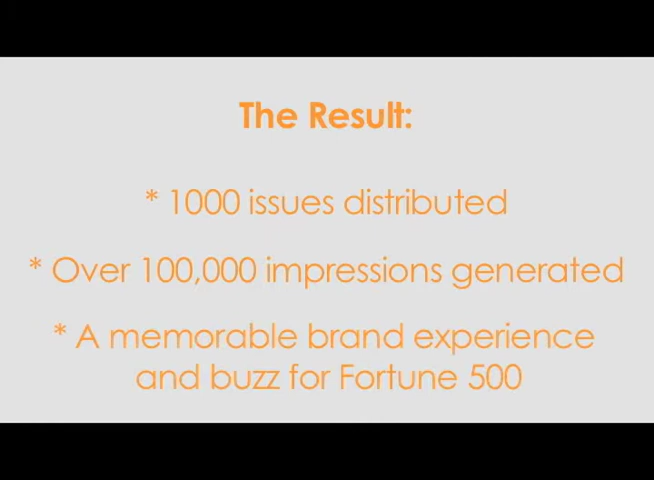 The Result:
* 1000 issues distributed
* Over 100,000 impressions generated
* A memorable brand experience
and buzz for Fortune 500